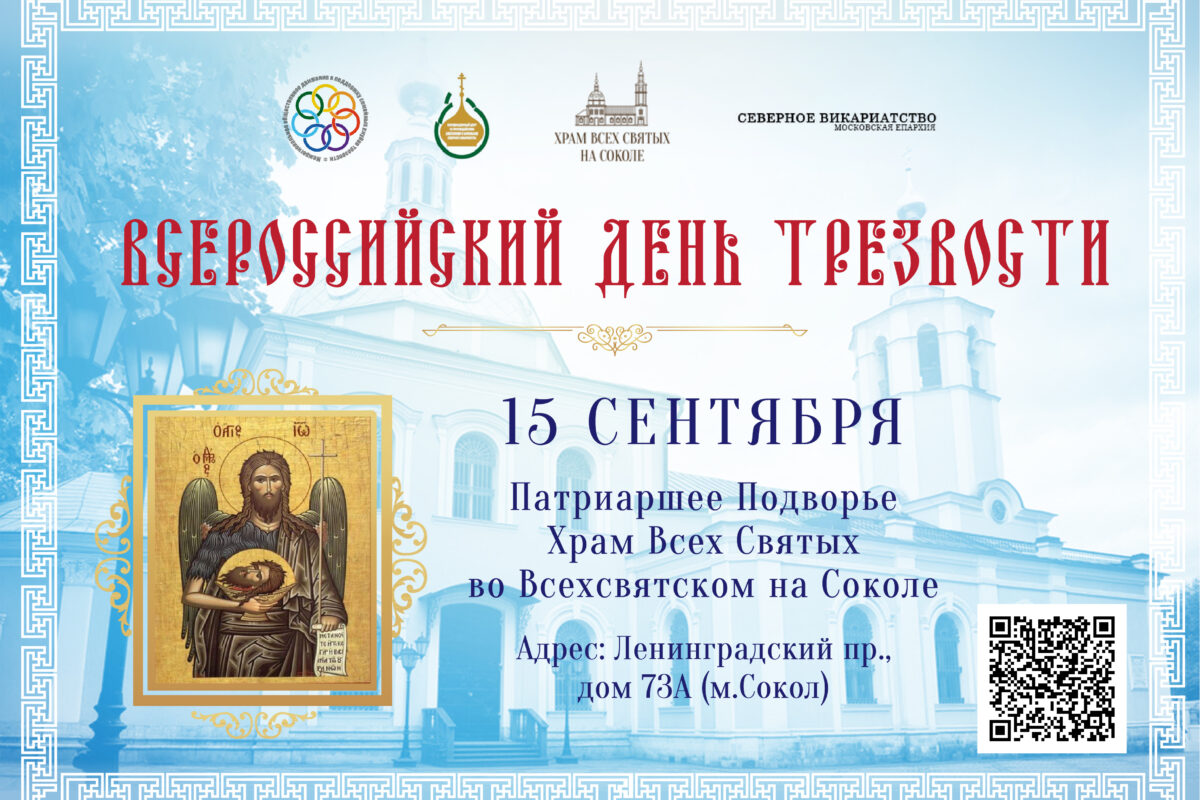 ХРАМ ВСЕХ СВЯТЫХ
НА СОКОЛЕ
СЕВЕРНОЕ ВИКАРИАТСТВО
МОСКОВСКАЯ ЕПАРХИЯ
ВСЕРОССИЙСКИЙ ДЕНЬ ТРЕЗВОСТИ
15 СЕНТЯБРЯ
Патриаршее Подворье
Храм Всех Святых
во Всехсвятском на Соколе
Адрес: Ленинградский пр.,
дом 73А (м.Сокол)